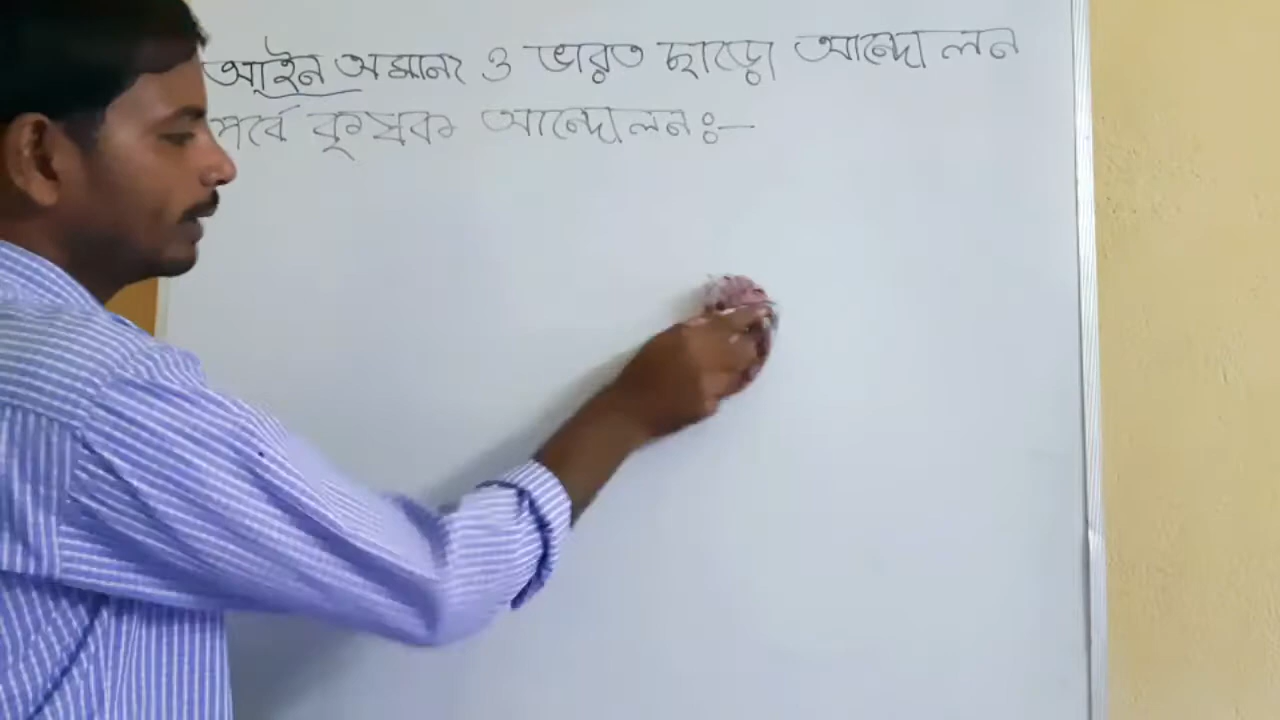 আইন অমান্য ও ভারত ছাড়ো আন্দোলন
পর্বে কৃষক আন্দোলনঃ—